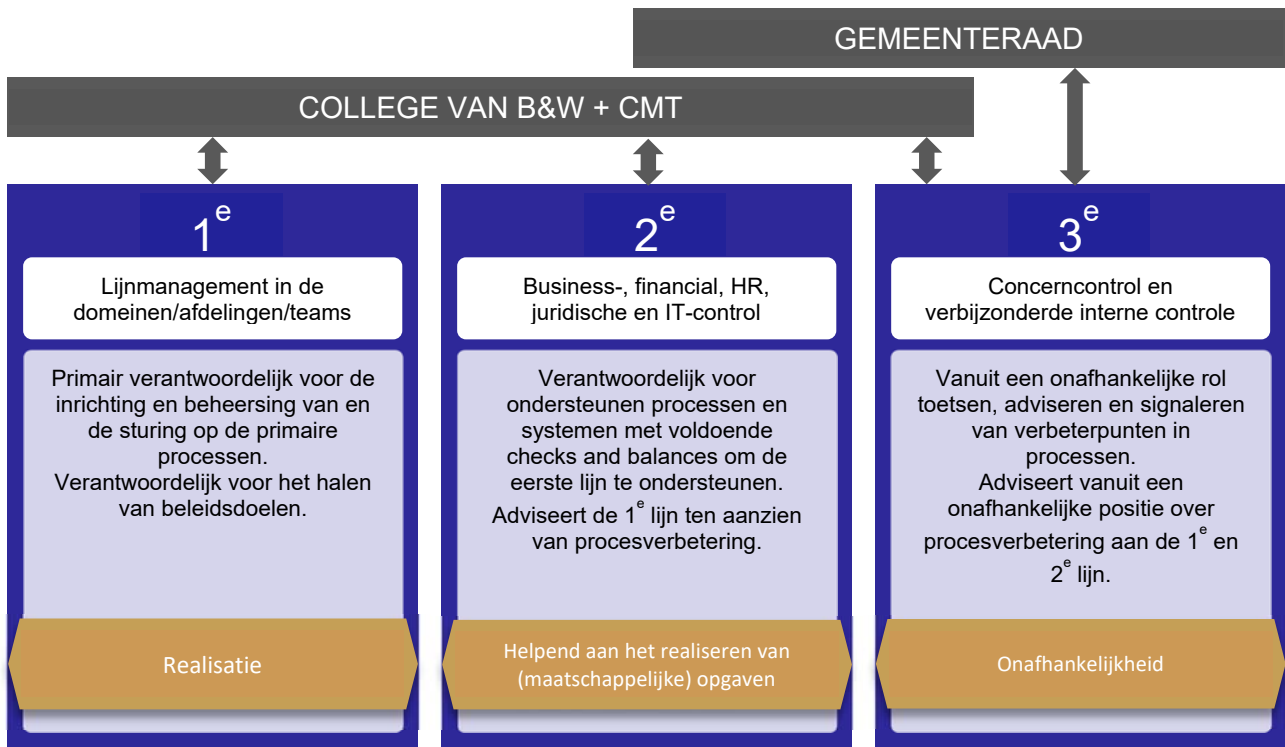 GEMEENTERAAD
COLLEGE VAN B&W + CMT
1e
Lijnmanagement in de
domeinen/afdelingen/teams
Primair verantwoordelijk voor de
inrichting en beheersing van en
de sturing op de primaire
processen.
Verantwoordelijk voor het halen
van beleidsdoelen.
Realisatie
2e
Business-, financial, HR,
juridische en IT-control
Verantwoordelijk voor
ondersteunen processen en
systemen met voldoende
checks and balances om de
eerste lijn te ondersteunen.
Adviseert de 1e lijn ten aanzien
van procesverbetering.
Helpend aan het realiseren van
(maatschappelijke) opgaven
3e
Concerncontrol en
verbijzonderde interne controle
Vanuit een onafhankelijke rol
toetsen, adviseren en signaleren
van verbeterpunten in
processen.
Adviseert vanuit een
onafhankelijke positie over
procesverbetering aan de 1e en
2e lijn.
Onafhankelijkheid